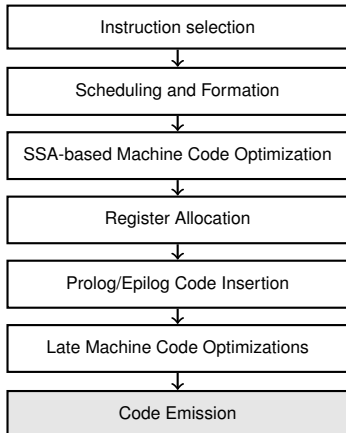 Instruction selection
Scheduling and Formation
SSA-based Machine Code Optimization
Register Allocation
Prolog/Epilog Code Insertion
Late Machine Code Optimizations
Code Emission